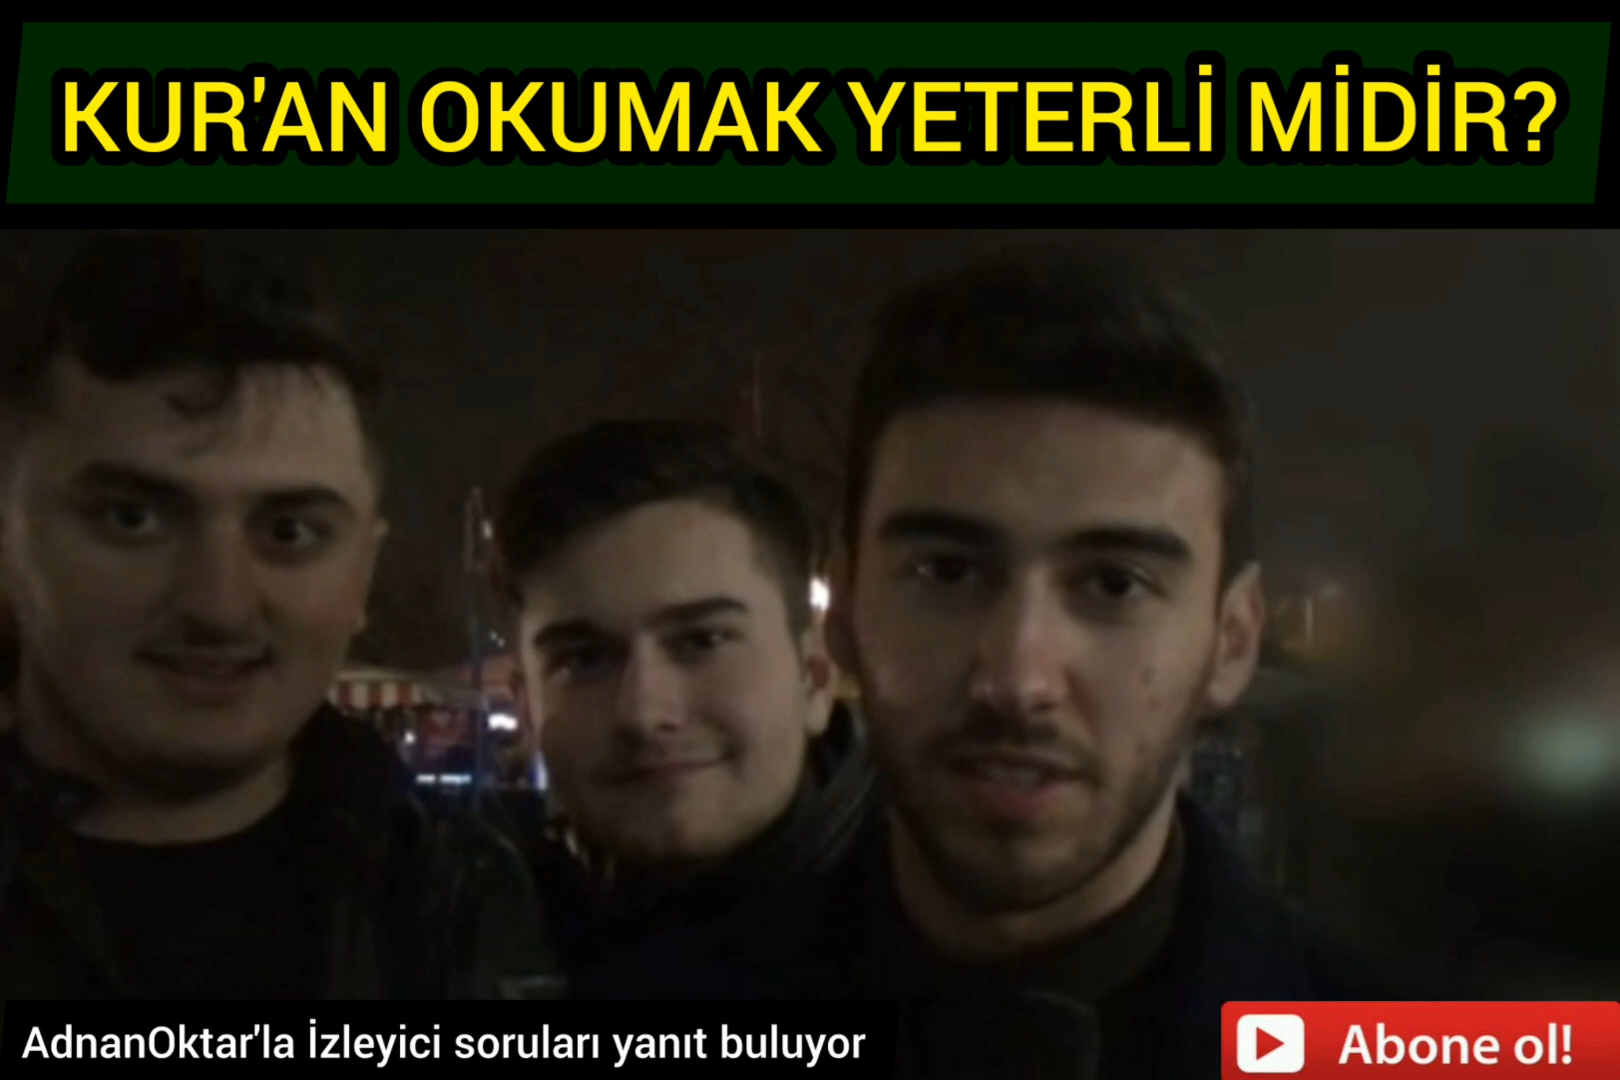 KUR'AN OKUMAK YETERLİ MİDİR?
AdnanOktar'la İzleyici soruları yanıt buluyor
Abone ol!